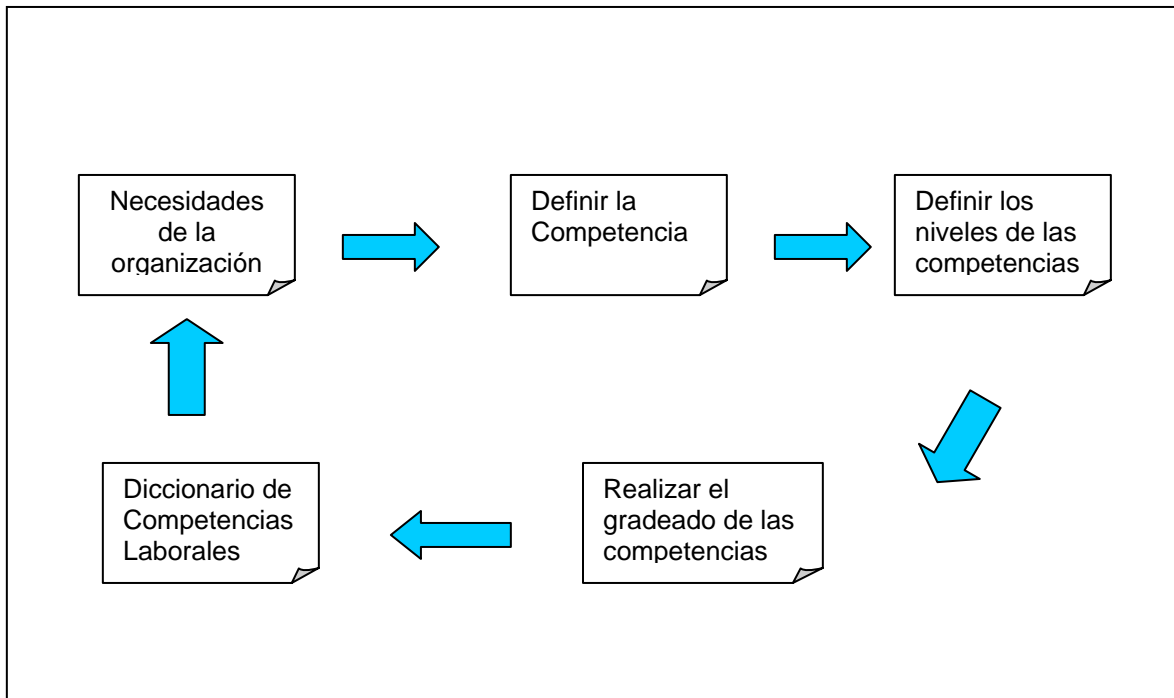 Necesidades
de la
organización
Definir la
Competencia
Definir los
niveles de las
competencias
Diccionario de
Competencias
Laborales
Realizar el
gradeado de las
competencias